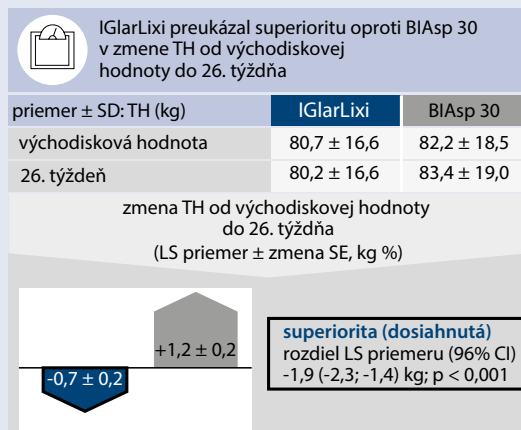 IGlarLixi preukázal superioritu oproti BIAsp 30
v zmene TH od východiskovej
hodnoty do 26. týždňa
priemer ± SD: TH (kg) IGlarLixi BIAsp 30
východisková hodnota 80,7 ± 16,6 82,2 ± 18,5
26. týždeň 80,2 ± 16,6 83,4 ± 19,0
zmena TH od východiskovej hodnoty
do 26. týždňa
(LS priemer ± zmena SE, kg %)
+1,2 ± 0,2
-0,7 ± 0,2
superiorita (dosiahnutá)
rozdiel LS priemeru (96% CI)
-1,9 (-2,3; -1,4) kg; p < 0,001